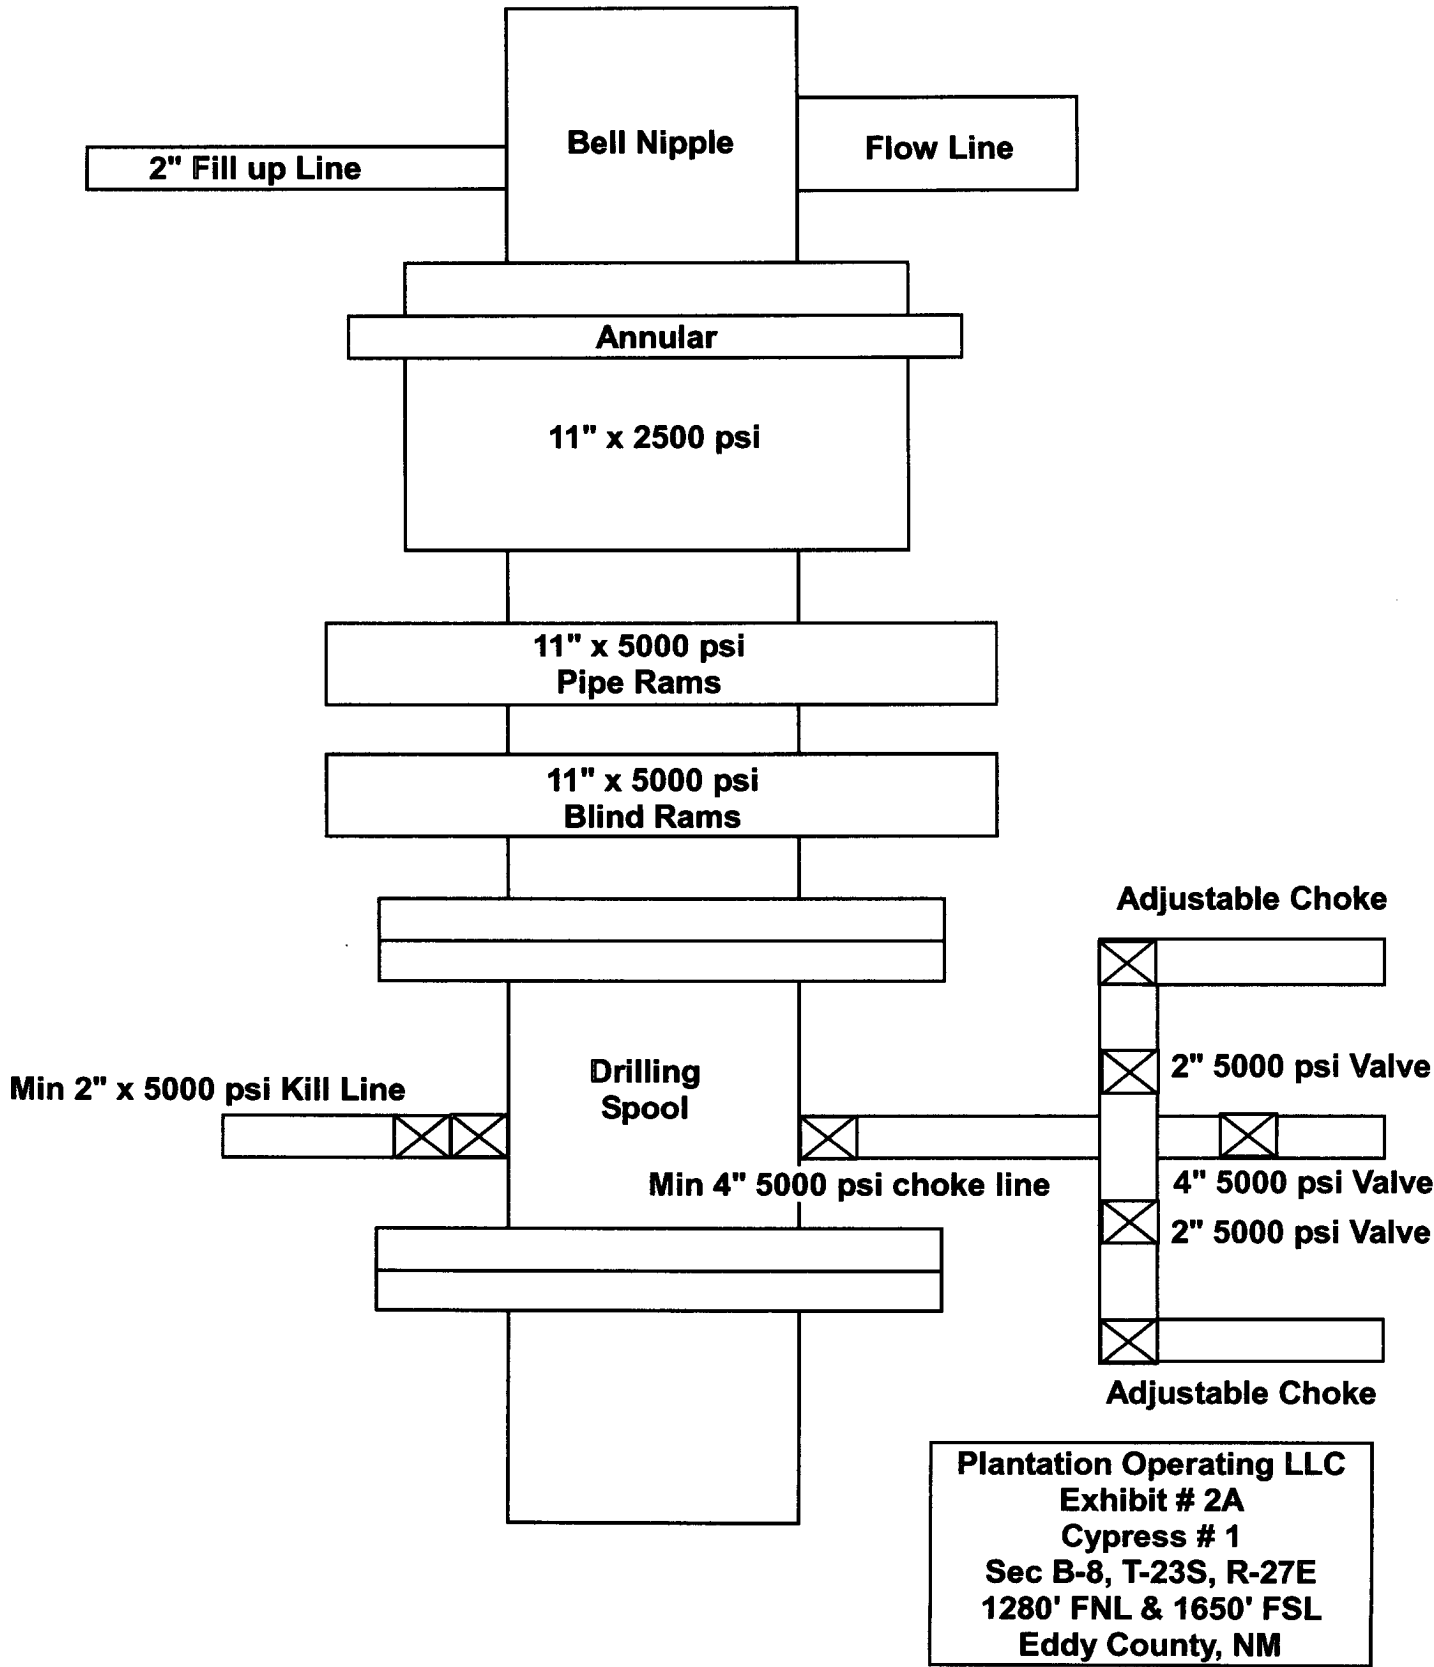 Bell Nipple
Flow Line
2" Fill up Line
Annular
11" x 2500 psi
11" x 5000 psi
Pipe Rams
11" x 5000 psi
Blind Rams
Adjustable Choke
Drilling
Spool
2" 5000 psi Valve
Min 2" x 5000 psi Kill Line
Min 4" 5000 psi choke line
4" 5000 psi Valve
2" 5000 psi Valve
Adjustable Choke
Plantation Operating LLC
Exhibit # 2A
Cypress # 1
Sec B-8, T-23S, R-27E
1280' FNL & 1650' FSL
Eddy County, NM